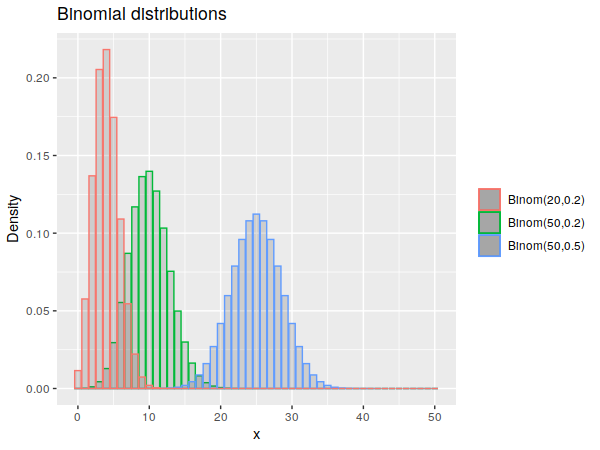 Binomial distributions
Density
0.20
0.15
0.10
0.05
0.00
0 10 20 30 40 50
x
Binom(20,0.2)
Binom(50,0.2)
Binom(50,0.5)